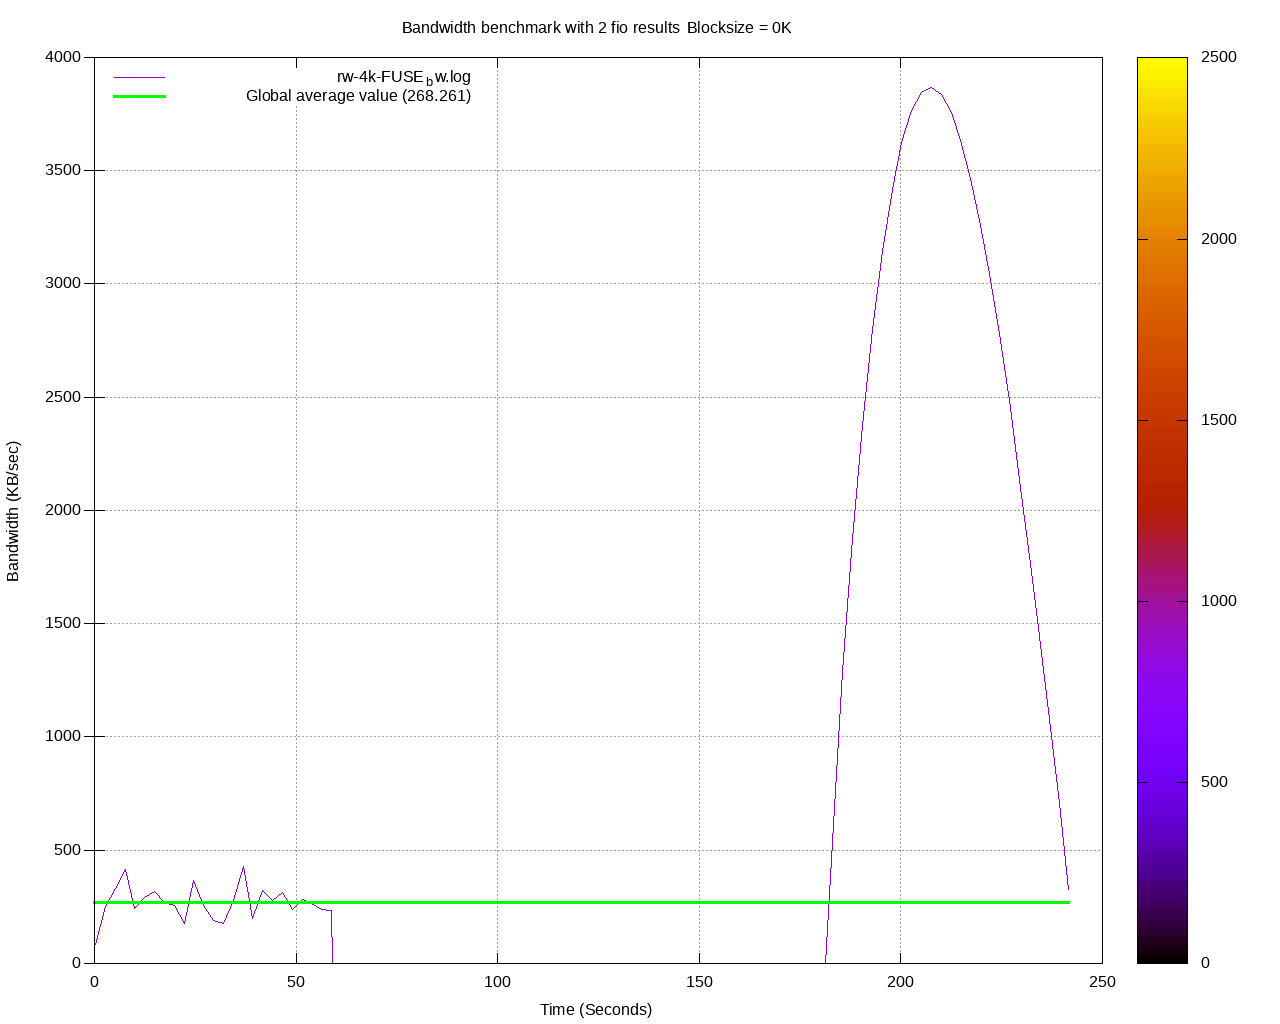 Bandwidth benchmark with 2 fio results Blocksize = 0K
4000
3500
3000
2500
2000
1500
1000
500
0
Bandwidth (KB/sec)
rw-4k-FUSE_bw.log
Global average value (268.261)
0 50 100 150 200 250
Time (Seconds)
2500
2000
1500
1000
500
0